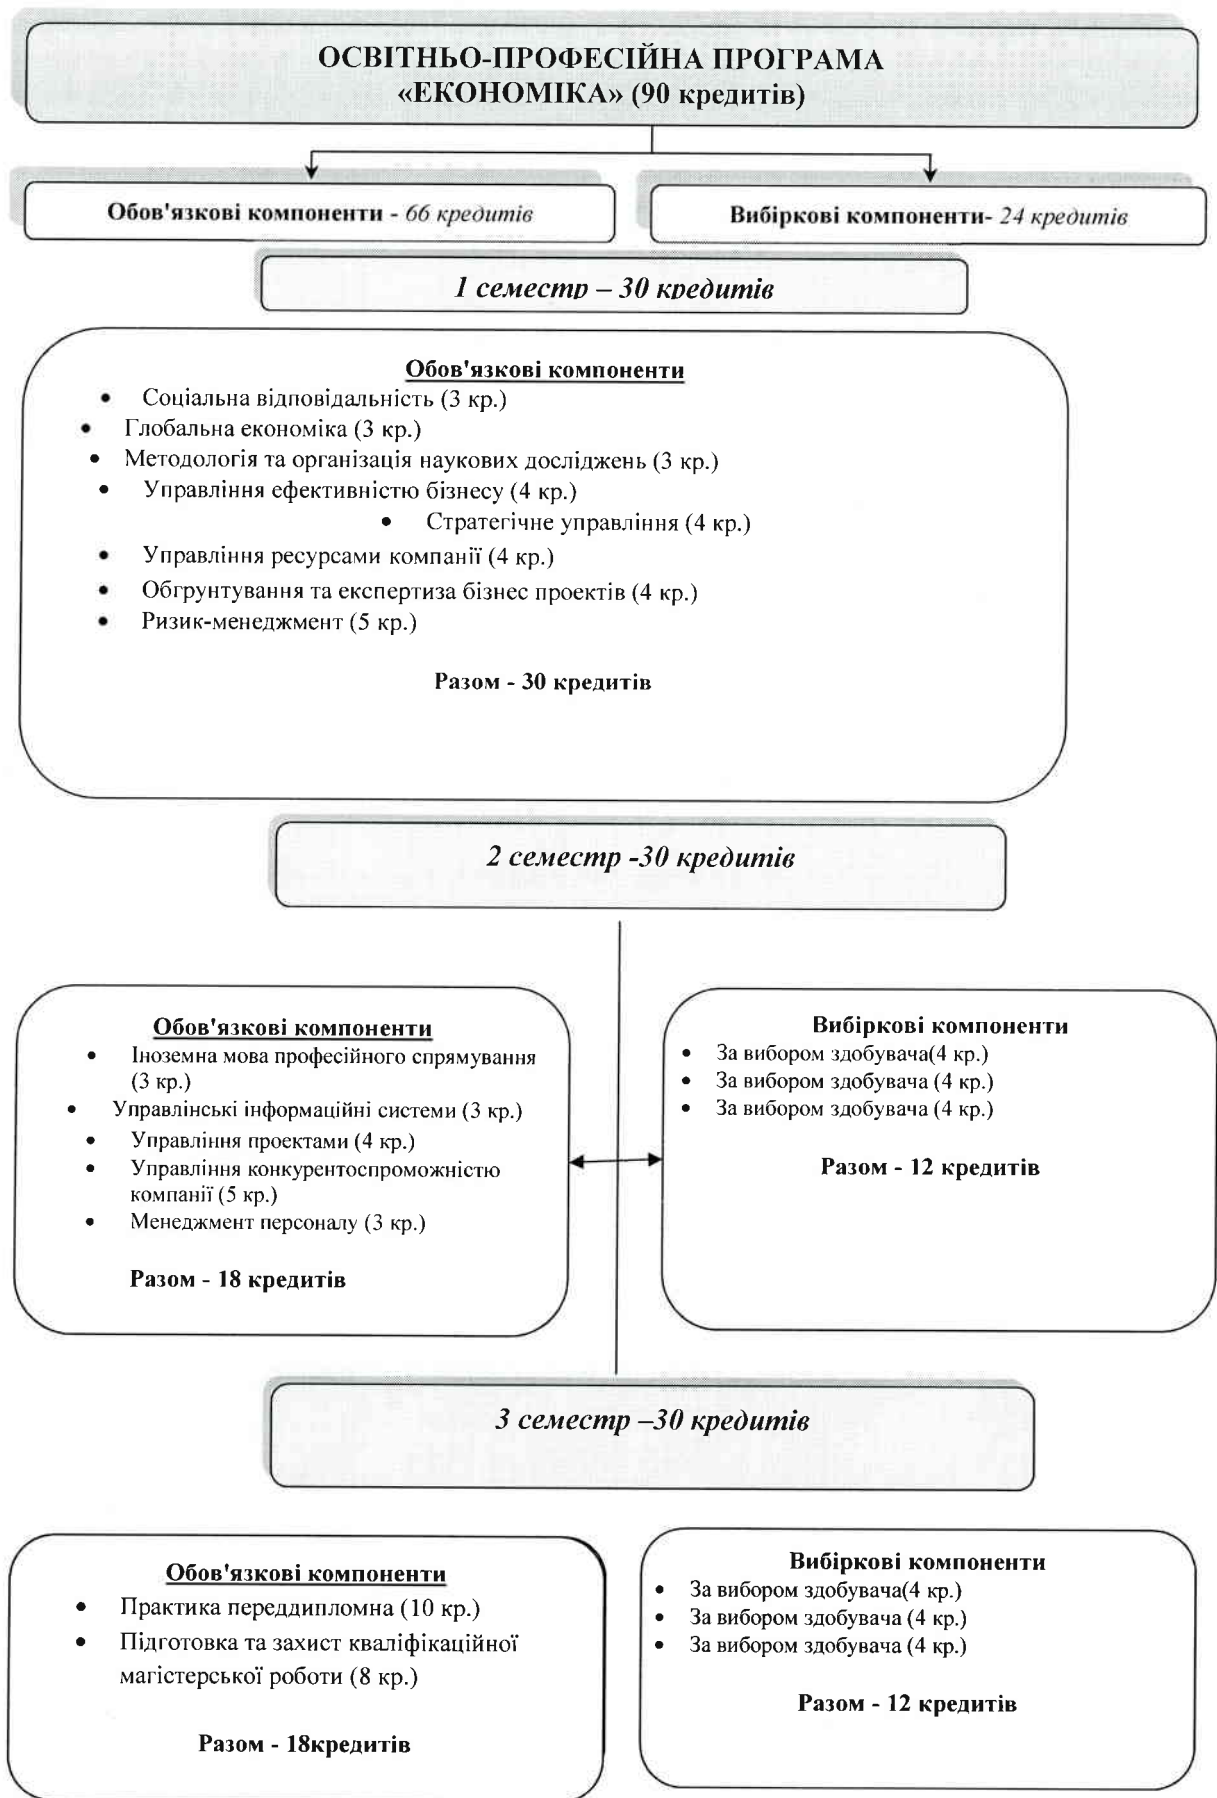 ОСВІТНЬО-ПРОФЕСІЙНА ПРОГРАМА
«ЕКОНОМІКА» (90 кредитів)
Обов'язкові компоненти - 66 кредитів
Вибіркові компоненти- 24 кредитів
1 семестр – 30 кредитів
Обов'язкові компоненти
• Соціальна відповідальність (3 кр.)
• Глобальна економіка (3 кр.)
• Методологія та організація наукових досліджень (3 кр.)
• Управління ефективністю бізнесу (4 кр.)
• Стратегічне управління (4 кр.)
• Управління ресурсами компанії (4 кр.)
• Обгрунтування та експертиза бізнес проектів (4 кр.)
• Ризик-менеджмент (5 кр.)
Разом - 30 кредитів
2 семестр -30 кредитів
Обов'язкові компоненти
• Іноземна мова професійного спрямування
(3 кр.)
• Управлінські інформаційні системи (3 кр.)
• Управління проектами (4 кр.)
• Управління конкурентоспроможністю
компанії (5 кр.)
• Менеджмент персоналу (3 кр.)
Разом - 18 кредитів
Вибіркові компоненти
• За вибором здобувача(4 кр.)
• За вибором здобувача (4 кр.)
• За вибором здобувача (4 кр.)
Разом - 12 кредитів
3 семестр –30 кредитів
Обов'язкові компоненти
• Практика переддипломна (10 кр.)
• Підготовка та захист кваліфікаційної
магістерської роботи (8 кр.)
Разом - 18кредитів
Вибіркові компоненти
• За вибором здобувача(4 кр.)
• За вибором здобувача (4 кр.)
• За вибором здобувача (4 кр.)
Разом - 12 кредитів